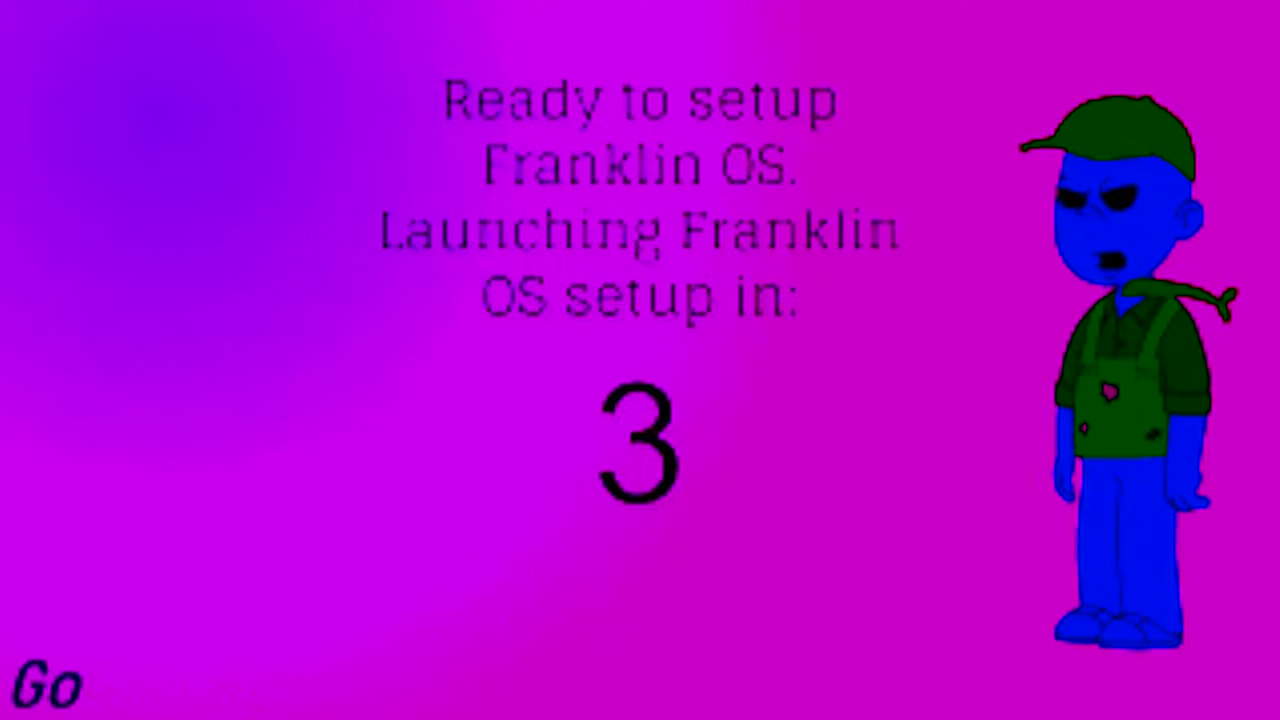 Ready to setup
Franklin OS.
Launching Franklin
OS setup in:
3
Go